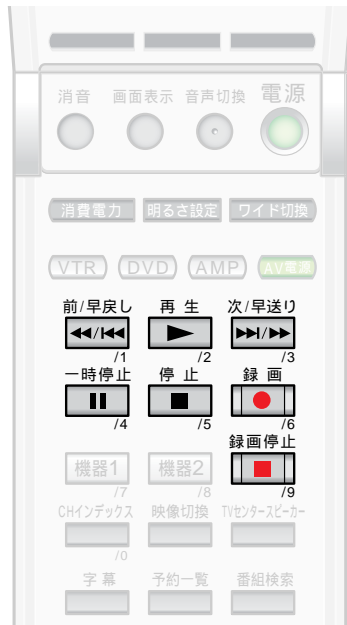 消音 画面表示 音声切換 電源
消費電力 明るさ設定 ワイド切換
VTR DVD AMP AV電源
前/早戻し 再生 次/早送り
/1 /2 /3
一時停止 停止 録画
/4 /5 /6
録画停止
機器1 機器2
/7 /8 /9
CHインデックス 映像切換 TVセンタースピーカー
/0
字幕 予約一覧 番組検索